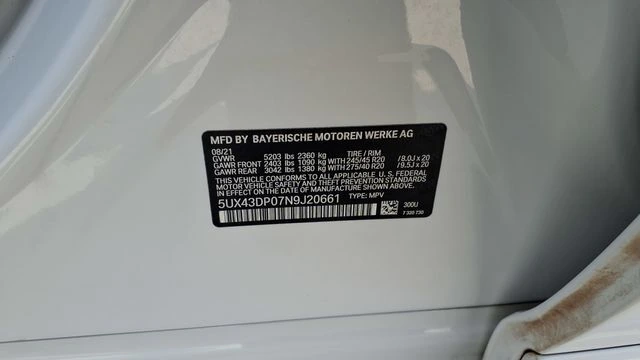 MFD BY BAYERISCHE MOTOREN WERKE AG
08/21
GVWR 5203 lbs 2360 kg TIRE / RIM
GAWR FRONT 2403 lbs 1090 kg WITH 245/45 R20 / 8.0J x 20
GAWR REAR 3042 lbs 1380 kg WITH 275/40 R20 / 9.5J x 20
THIS VEHICLE CONFORMS TO ALL APPLICABLE U. S. FEDERAL
MOTOR VEHICLE SAFETY AND THEFT PREVENTION STANDARDS
IN EFFECT ON THE DATE OF MANUFACTURE SHOWN ABOVE.
5UX43DP07N9J20661 TYPE: MPV
300U
7 320 730